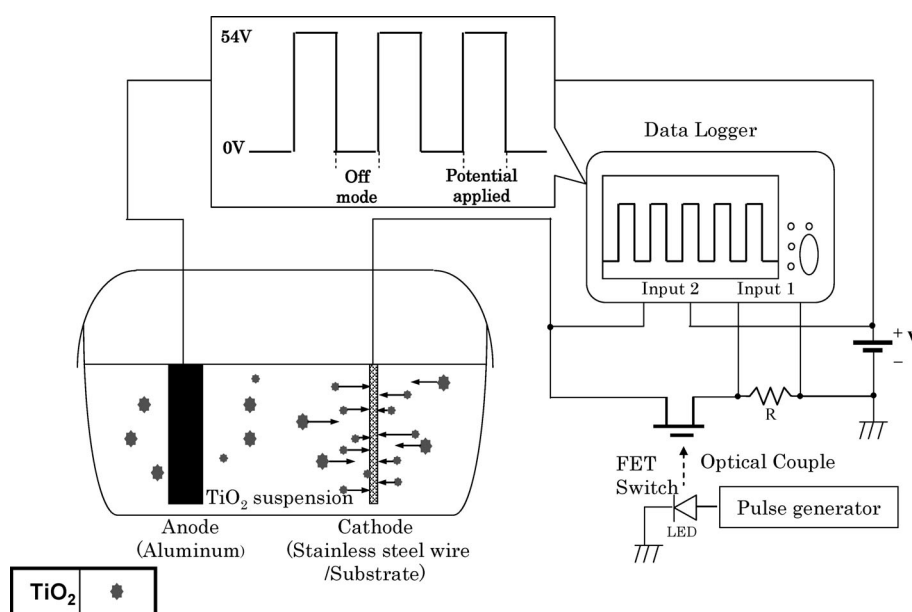 54V
0V
Off
mode
Potential
applied
Data Logger
Input 2
Input 1
+ V
−
R
FET
Switch
Optical Couple
LED
Pulse generator
TiO₂ suspension
Anode
(Aluminum)
Cathode
(Stainless steel wire
/Substrate)
TiO₂